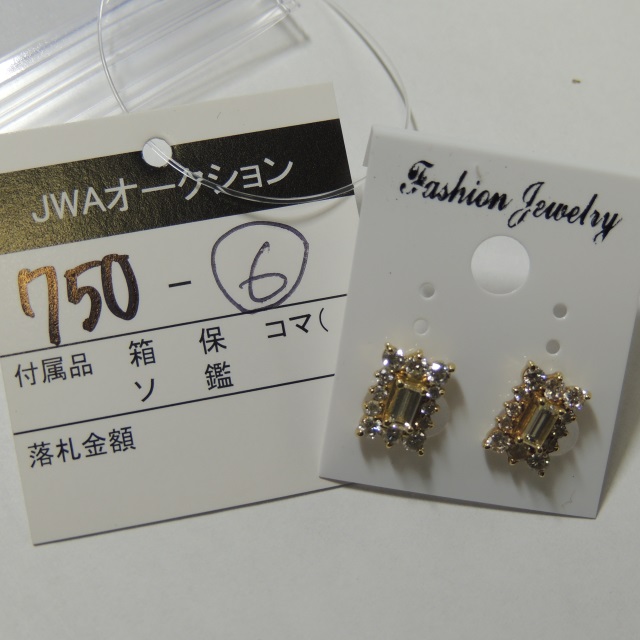 JWAオークション
750 - ⑥
付属品 箱 保 コマ(
ソ 鑑
落札金額
Fashion Jewelry